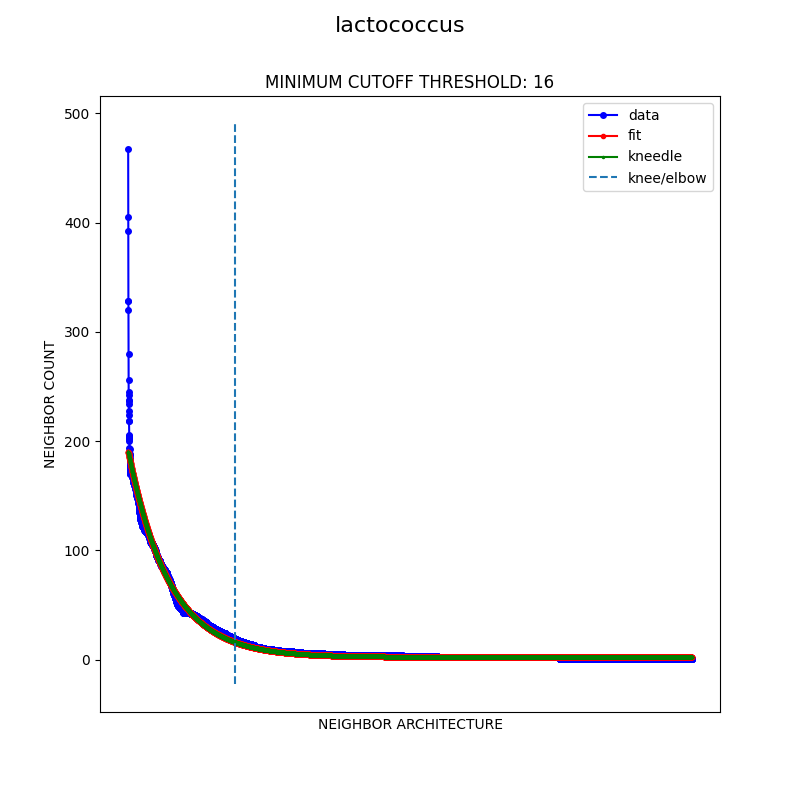 lactococcus
MINIMUM CUTOFF THRESHOLD: 16
500
400
300
200
100
0
NEIGHBOR COUNT
NEIGHBOR ARCHITECTURE
data
fit
kneedle
knee/elbow